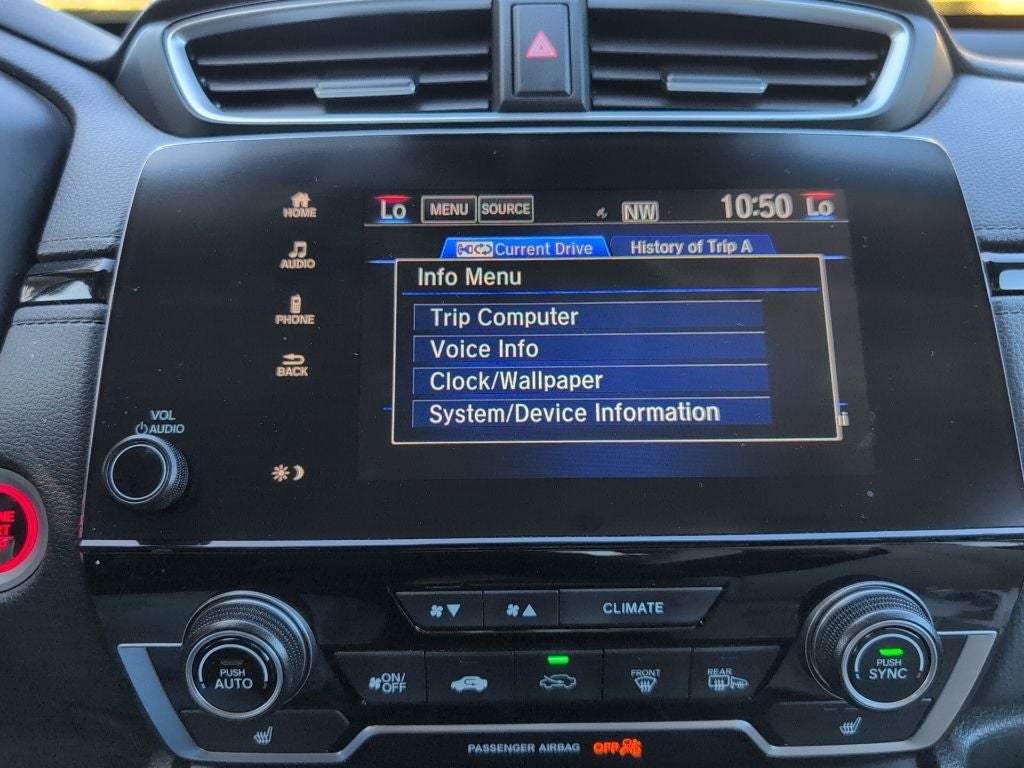 Lo MENU SOURCE NW 10:50 Lo
HOME
Current Drive History of Trip A
AUDIO
Info Menu
PHONE
Trip Computer
Voice Info
BACK
Clock/Wallpaper
System/Device Information
VOL
AUDIO
CLIMATE
PUSH
AUTO
ON/
OFF
FRONT
REAR
PUSH
SYNC
PASSENGER AIRBAG OFF